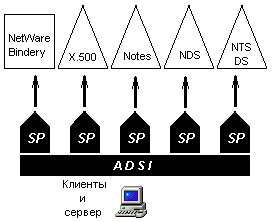 NetWare
Bindery
X.500
Notes
NDS
NTS
DS
SP SP SP SP SP
ADSI
Клиенты
и
сервер